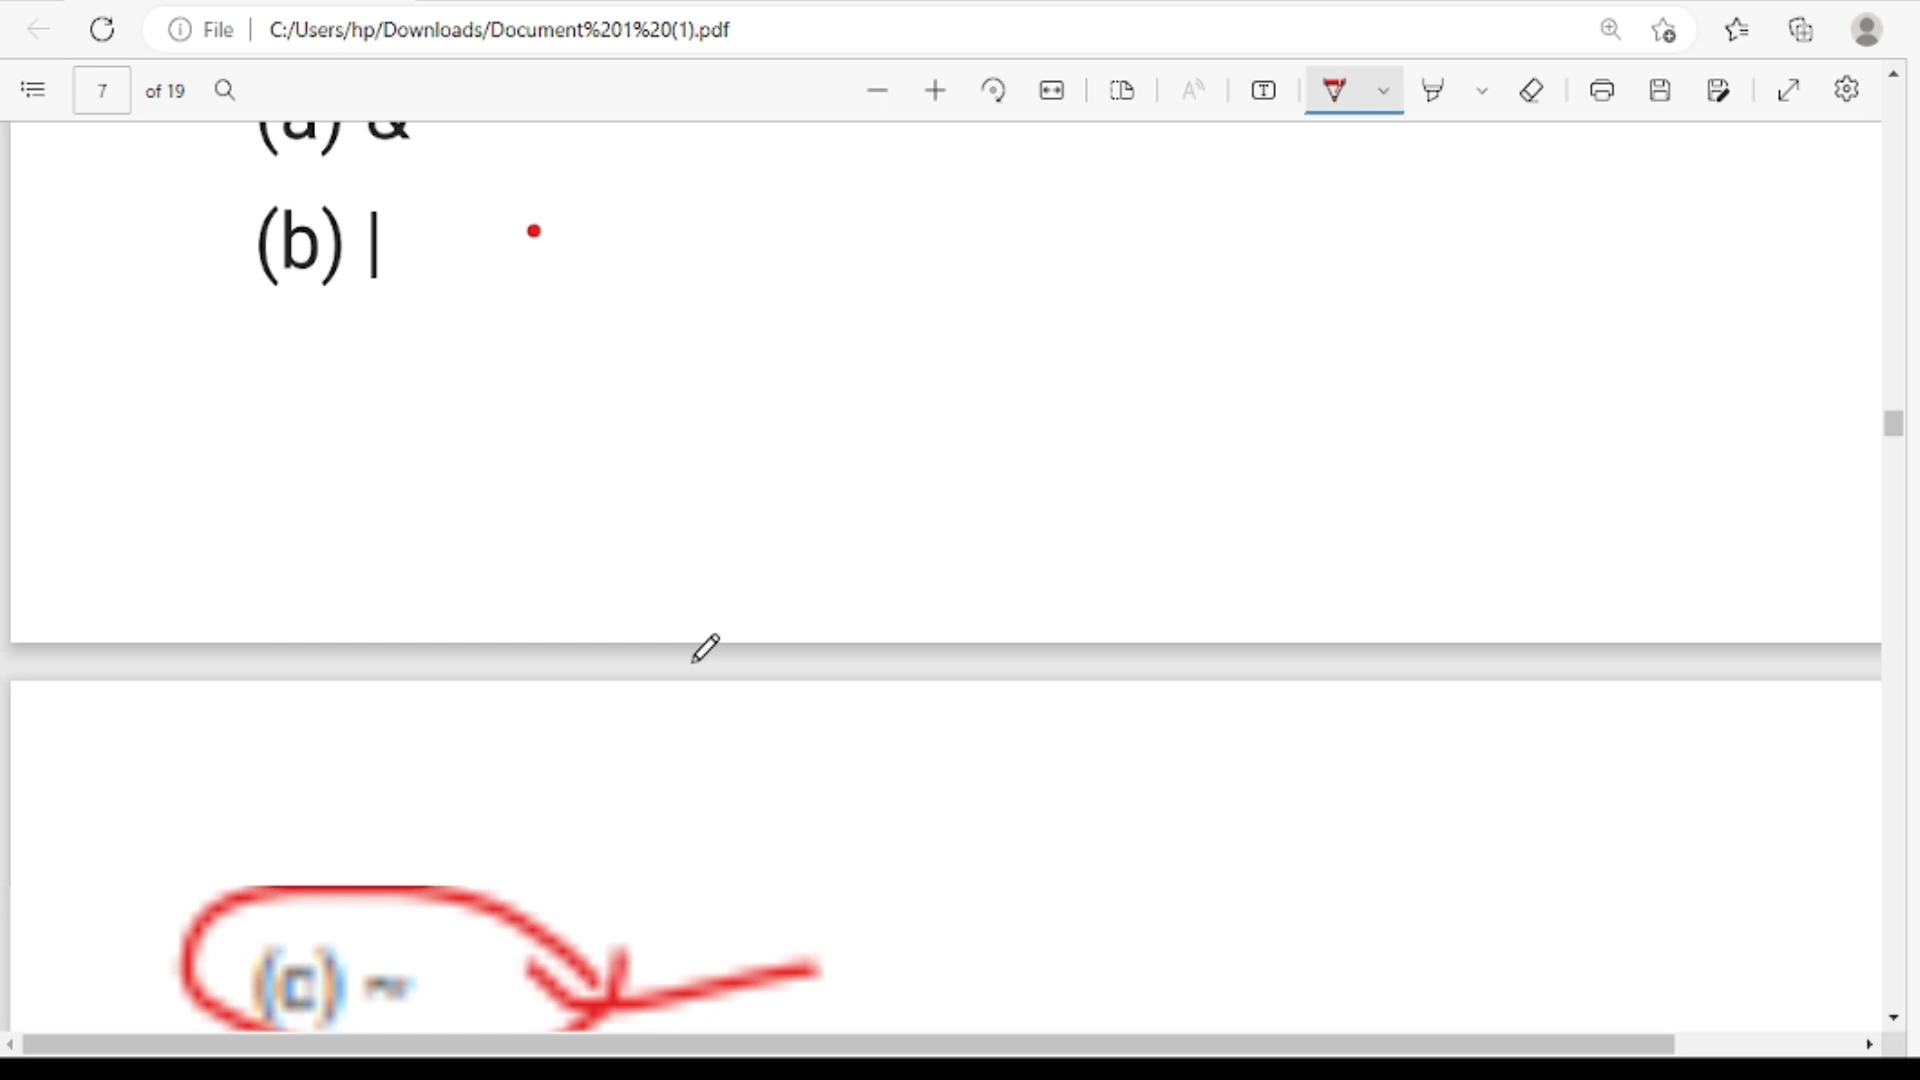 File C:/Users/hp/Downloads/Document%201%20(1).pdf
7 of 19
(a) &
(b) |
(c) ~